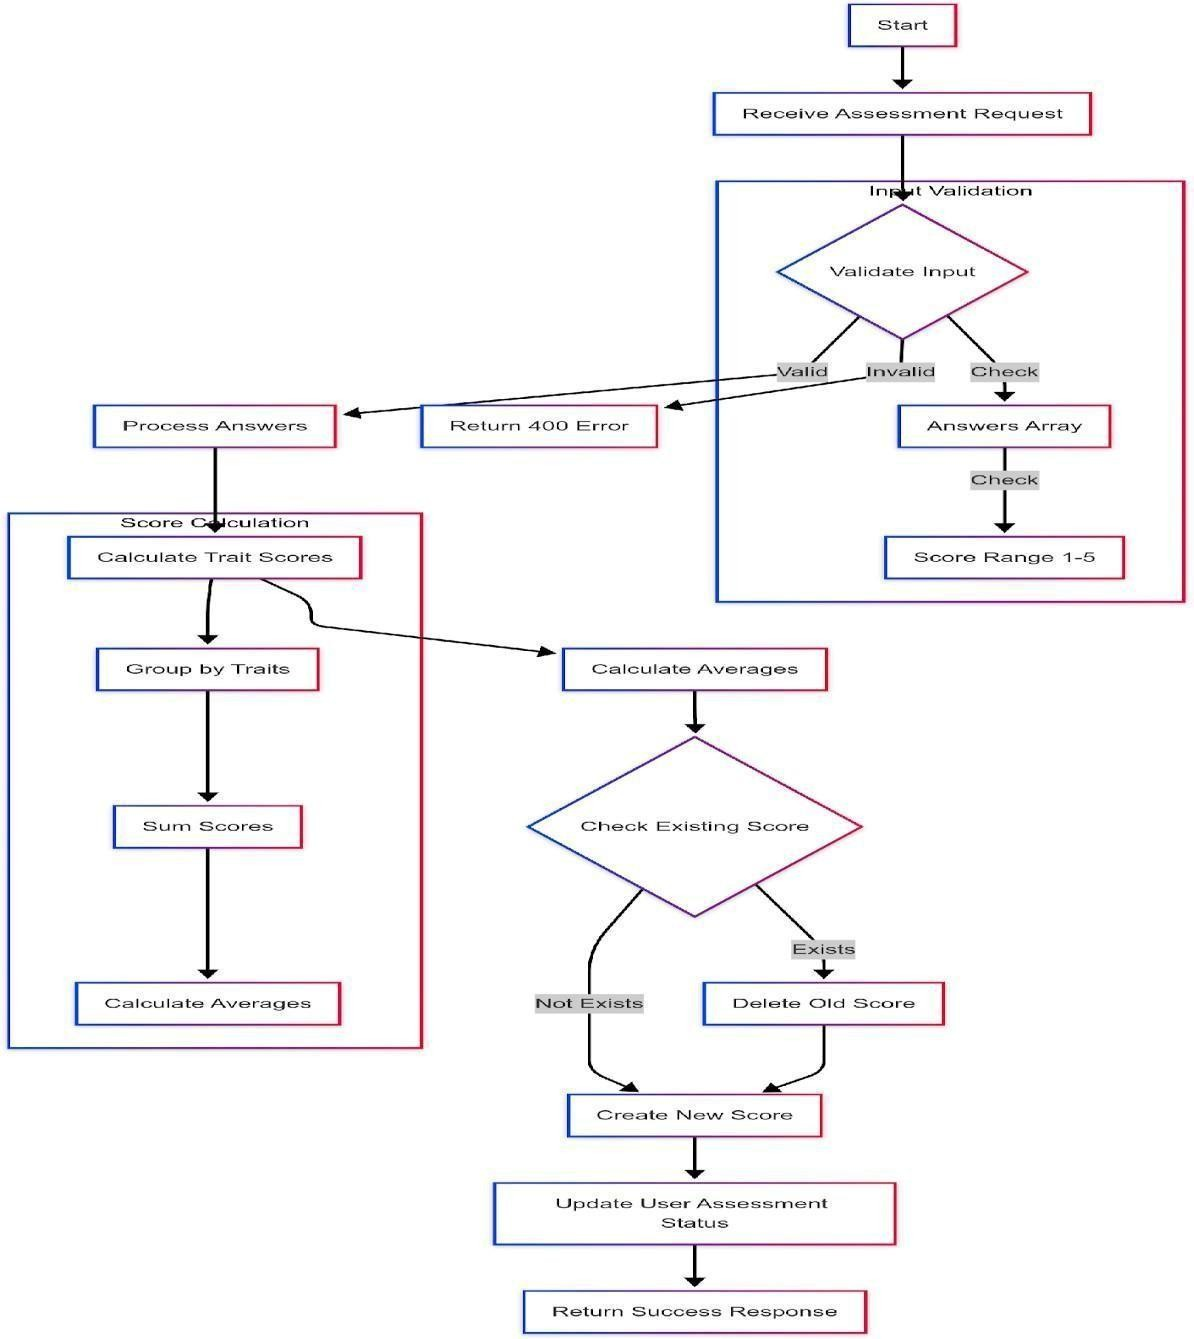 Start
Receive Assessment Request
Input Validation
Validate Input
Valid
Invalid
Check
Process Answers
Return 400 Error
Answers Array
Check
Score Calculation
Calculate Trait Scores
Score Range 1-5
Group by Traits
Calculate Averages
Sum Scores
Check Existing Score
Exists
Calculate Averages
Not Exists
Delete Old Score
Create New Score
Update User Assessment
Status
Return Success Response